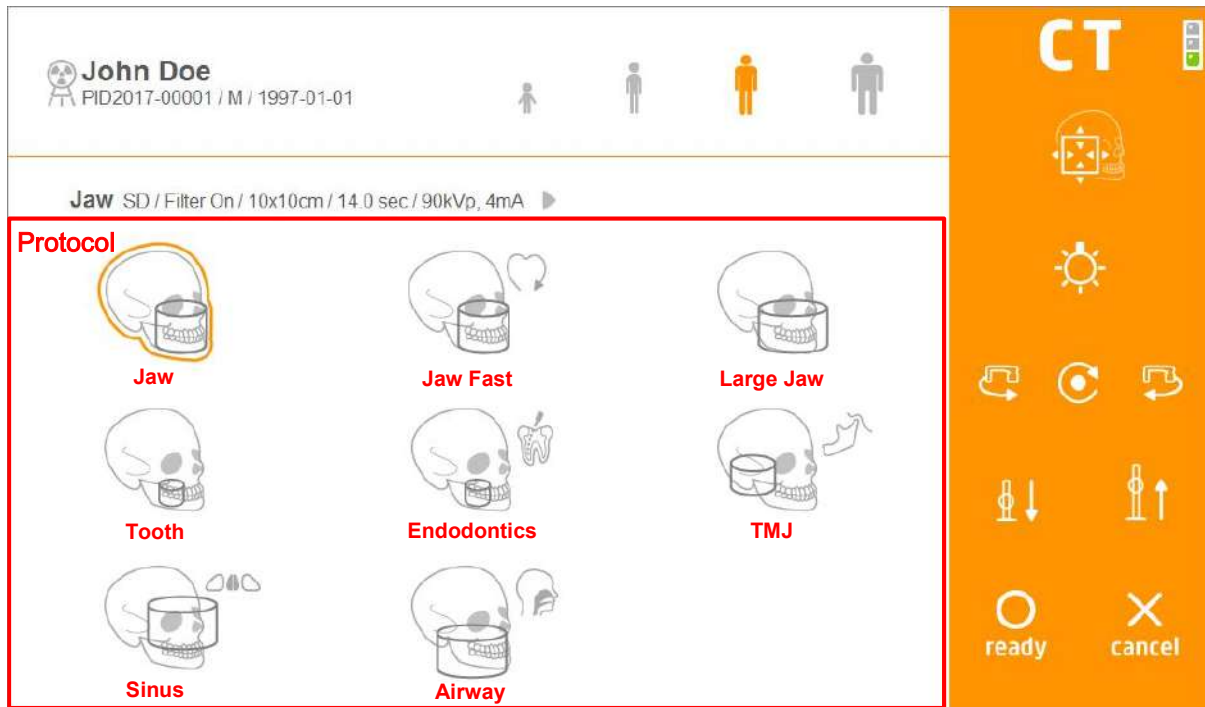 John Doe
PID2017-00001 / M / 1997-01-01
CT
Jaw SD / Filter On / 10x10cm / 14.0 sec / 90kVp, 4mA
Protocol
Jaw
Jaw Fast
Large Jaw
Tooth
Endodontics
TMJ
Sinus
Airway
ready
cancel